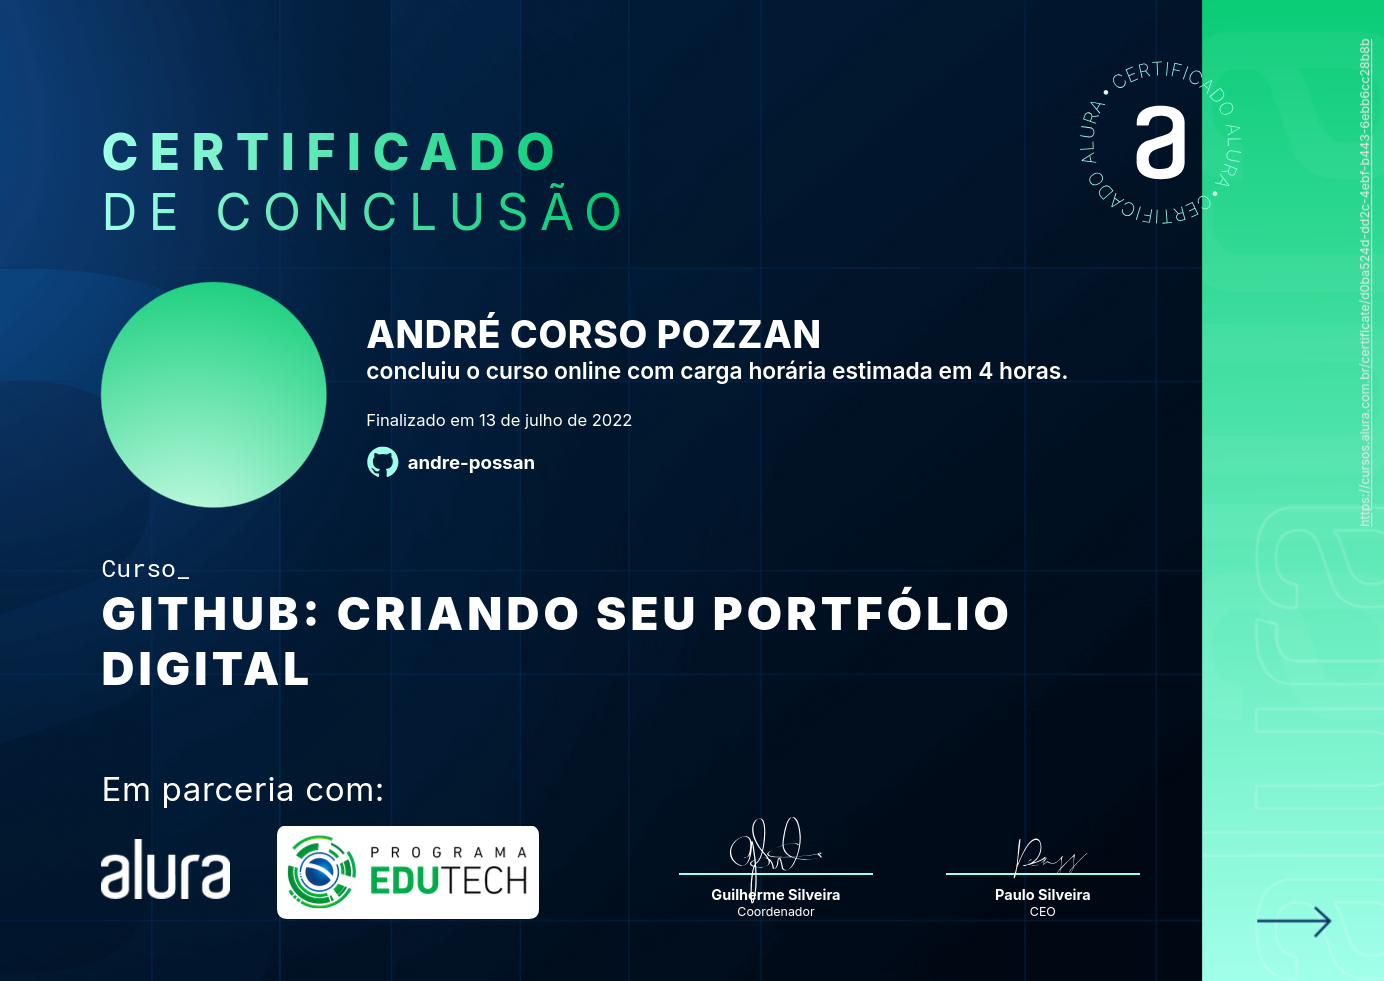 CERTIFICADO
DE CONCLUSÃO
CERTIFICADO ALURA • CERTIFICADO ALURA •
a
ANDRÉ CORSO POZZAN
concluiu o curso online com carga horária estimada em 4 horas.
Finalizado em 13 de julho de 2022
andre-possan
Curso_
GITHUB: CRIANDO SEU PORTFÓLIO
DIGITAL
Em parceria com:
alura
PROGRAMA
EDUTECH
Guilherme Silveira
Coordenador
Paulo Silveira
CEO
https://cursos.alura.com.br/certificate/d0ba524d-dd2c-4ebf-b443-6ebb6cc28b8b
alura